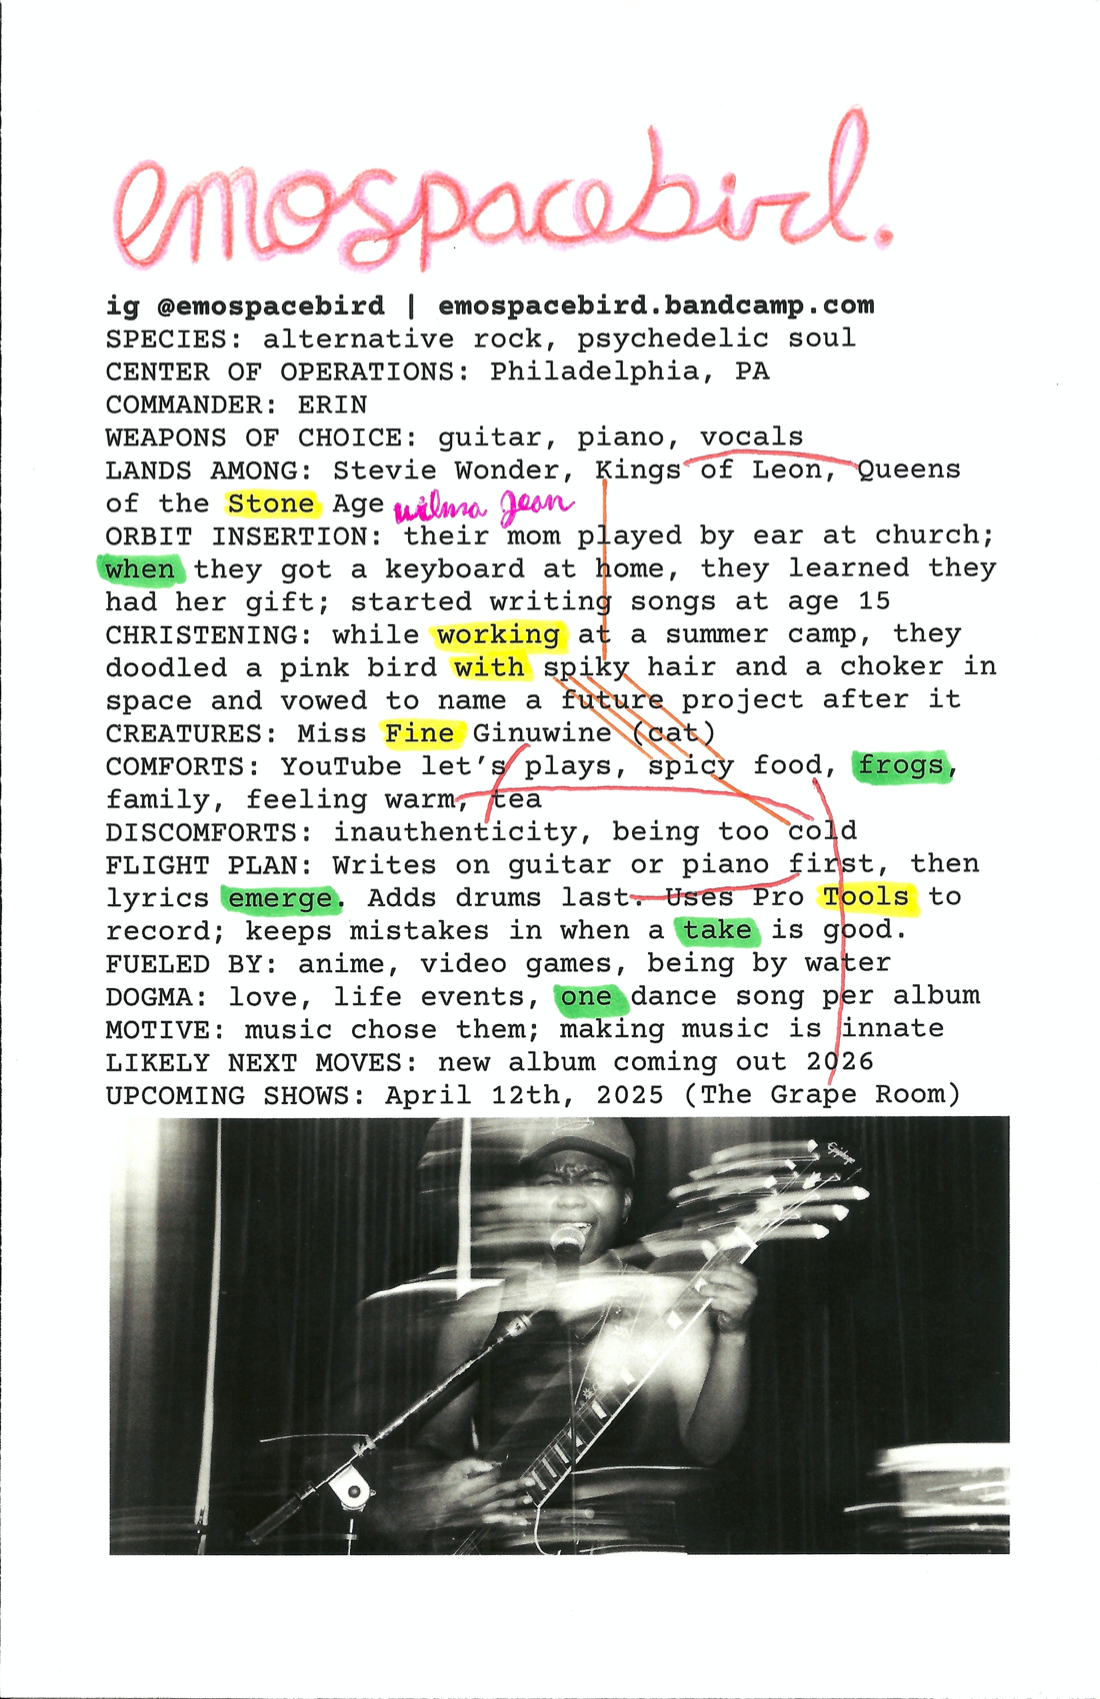 emospacebird.
ig @emospacebird | emospacebird.bandcamp.com
SPECIES: alternative rock, psychedelic soul
CENTER OF OPERATIONS: Philadelphia, PA
COMMANDER: ERIN
WEAPONS OF CHOICE: guitar, piano, vocals
LANDS AMONG: Stevie Wonder, Kings of Leon, Queens
of the Stone Age wilma Jean
ORBIT INSERTION: their mom played by ear at church;
when they got a keyboard at home, they learned they
had her gift; started writing songs at age 15
CHRISTENING: while working at a summer camp, they
doodled a pink bird with spiky hair and a choker in
space and vowed to name a future project after it
CREATURES: Miss Fine Ginuwine (cat)
COMFORTS: YouTube let's plays, spicy food, frogs,
family, feeling warm, tea
DISCOMFORTS: inauthenticity, being too cold
FLIGHT PLAN: Writes on guitar or piano first, then
lyrics emerge. Adds drums last. Uses Pro Tools to
record; keeps mistakes in when a take is good.
FUELED BY: anime, video games, being by water
DOGMA: love, life events, one dance song per album
MOTIVE: music chose them; making music is innate
LIKELY NEXT MOVES: new album coming out 2026
UPCOMING SHOWS: April 12th, 2025 (The Grape Room)
Epiphone